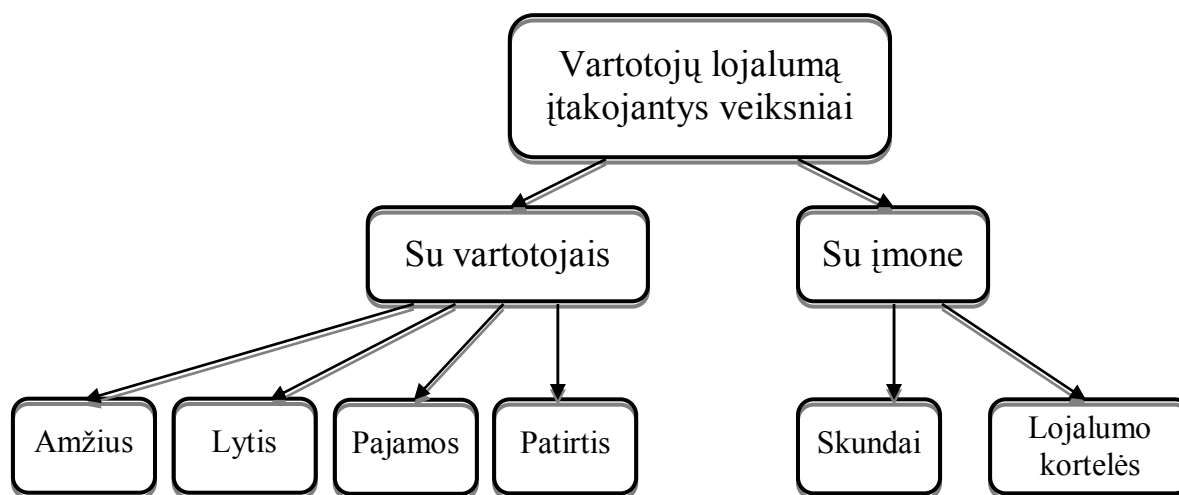 Vartotojų lojalumą
įtakojantys veiksniai
Su vartotojais
Su įmone
Amžius
Lytis
Pajamos
Patirtis
Skundai
Lojalumo
kortelės